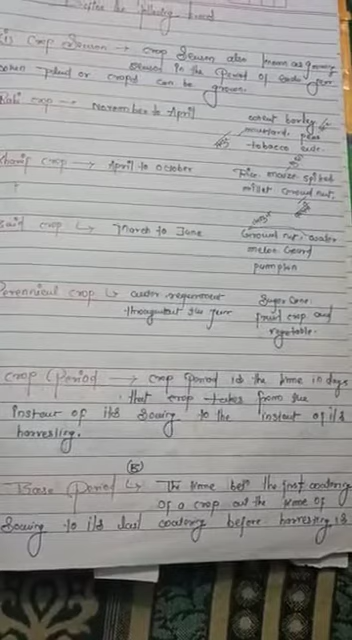 Define the following
(i) Crop Season → crop Season also known as growing
season is the period of each year
when plant or crops can be grown.
Rabi crop → November to April wheat barley
mustard, peas
tobacco
Kharif crop → April to October Rice maize spiked
millet Ground nut,
Zaid crop ↳ March to June Ground nut, water
melon Gourd
pumpkin
Perennical crop ↳ water requirement Sugar Cane
throughout the year fruit crop and
vegetable.
Crop Period → crop period is the time in days
that crop takes from the
instant of its Sowing to the instant of its
harvesting.
(B)
Base Period ↳ The time bet the first watering
of a crop at the time of
Sowing to its last watering before harvesting is